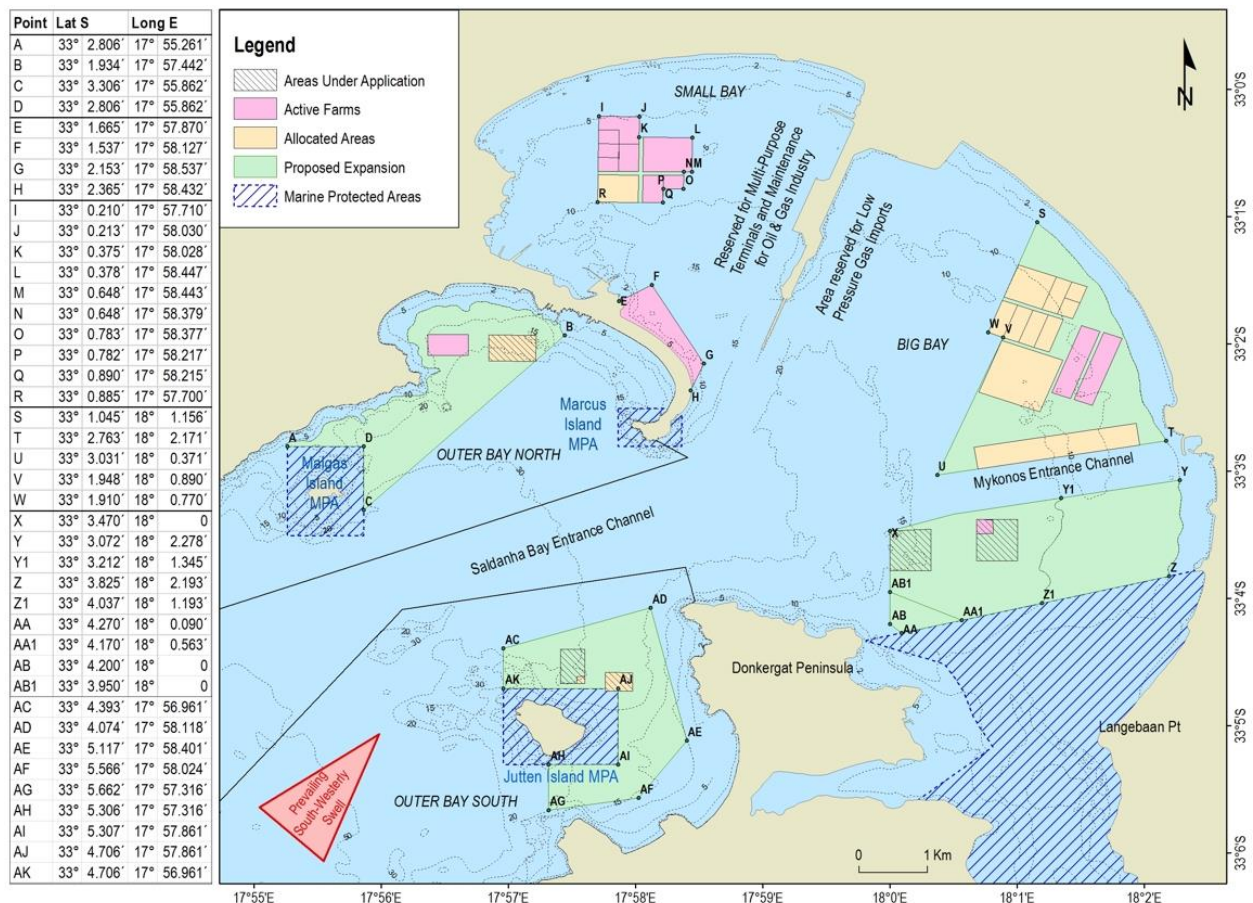 Point Lat S Long E
A 33° 2.806′ 17° 55.261′
B 33° 1.934′ 17° 57.442′
C 33° 3.306′ 17° 55.862′
D 33° 2.806′ 17° 55.862′
E 33° 1.665′ 17° 57.870′
F 33° 1.537′ 17° 58.127′
G 33° 2.153′ 17° 58.537′
H 33° 2.365′ 17° 58.432′
I 33° 0.210′ 17° 57.710′
J 33° 0.213′ 17° 58.030′
K 33° 0.375′ 17° 58.028′
L 33° 0.378′ 17° 58.447′
M 33° 0.648′ 17° 58.443′
N 33° 0.648′ 17° 58.379′
O 33° 0.783′ 17° 58.377′
P 33° 0.782′ 17° 58.217′
Q 33° 0.890′ 17° 58.215′
R 33° 0.885′ 17° 57.700′
S 33° 1.045′ 18° 1.156′
T 33° 2.763′ 18° 2.171′
U 33° 3.031′ 18° 0.371′
V 33° 1.948′ 18° 0.890′
W 33° 1.910′ 18° 0.770′
X 33° 3.470′ 18° 0
Y 33° 3.072′ 18° 2.278′
Y1 33° 3.212′ 18° 1.345′
Z 33° 3.825′ 18° 2.193′
Z1 33° 4.037′ 18° 1.193′
AA 33° 4.270′ 18° 0.090′
AA1 33° 4.170′ 18° 0.563′
AB 33° 4.200′ 18° 0
AB1 33° 3.950′ 18° 0
AC 33° 4.393′ 17° 56.961′
AD 33° 4.074′ 17° 58.118′
AE 33° 5.117′ 17° 58.401′
AF 33° 5.566′ 17° 58.024′
AG 33° 5.662′ 17° 57.316′
AH 33° 5.306′ 17° 57.316′
AI 33° 5.307′ 17° 57.861′
AJ 33° 4.706′ 17° 57.861′
AK 33° 4.706′ 17° 56.961′
Legend
Areas Under Application
Active Farms
Allocated Areas
Proposed Expansion
Marine Protected Areas
SMALL BAY
I J
K
L
N M
P O
R Q
Reserved for Multi-Purpose
Terminals and Maintenance
for Oil & Gas Industry
Area reserved for Low
Pressure Gas Imports
N
S
E F
B
G
H
W V
BIG BAY
Marcus
Island
MPA
A D
Malgas
Island
MPA
C
OUTER BAY NORTH
T
U
Mykonos Entrance Channel
Y
Y1
X
Saldanha Bay Entrance Channel
AB1
Z
Z1
AB
AA
AA1
AD
AC
AK
AJ
Donkergat Peninsula
Langebaan Pt
AE
AH
AI
Jutten Island MPA
AF
AG
OUTER BAY SOUTH
Prevailing
South-Westerly
Swell
0 1 Km
33°0'S
33°1'S
33°2'S
33°3'S
33°4'S
33°5'S
33°6'S
17°55'E
17°56'E
17°57'E
17°58'E
17°59'E
18°0'E
18°1'E
18°2'E